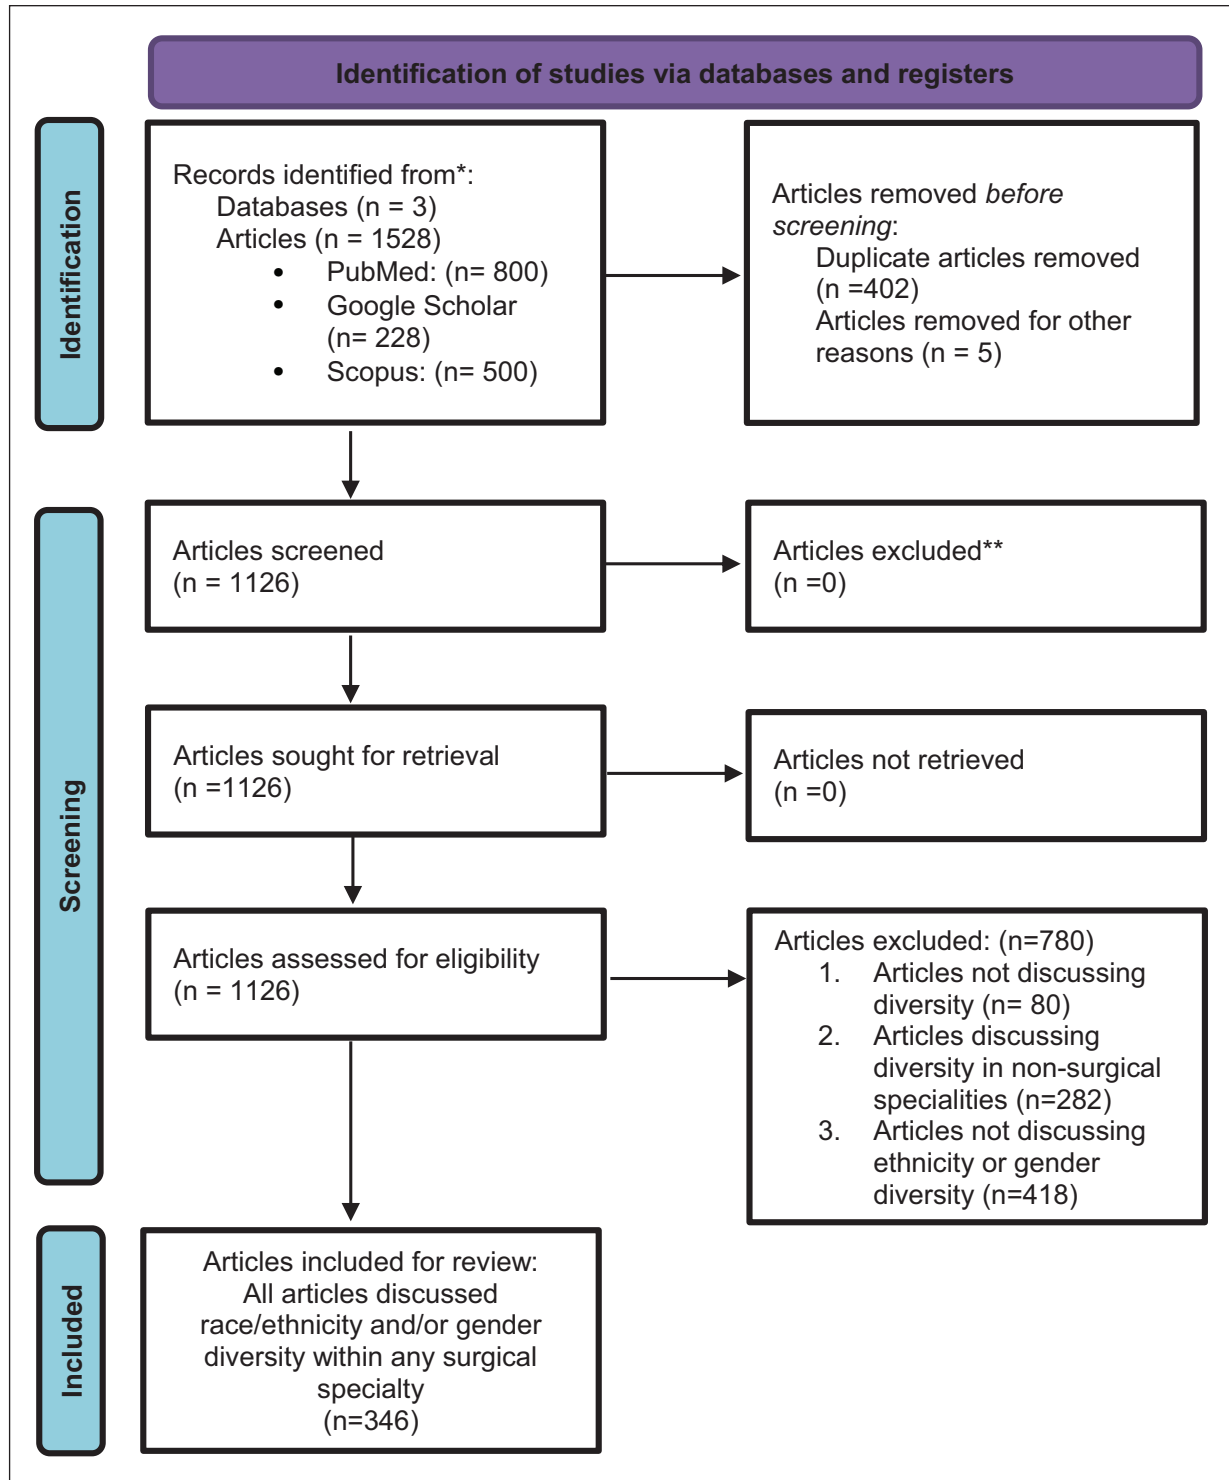 Identification of studies via databases and registers
Identification
Records identified from*:
Databases (n = 3)
Articles (n = 1528)
• PubMed: (n= 800)
• Google Scholar
(n= 228)
• Scopus: (n= 500)
Articles removed before
screening:
Duplicate articles removed
(n =402)
Articles removed for other
reasons (n = 5)
Screening
Articles screened
(n = 1126)
Articles excluded**
(n =0)
Articles sought for retrieval
(n =1126)
Articles not retrieved
(n =0)
Articles assessed for eligibility
(n = 1126)
Articles excluded: (n=780)
1. Articles not discussing
diversity (n= 80)
2. Articles discussing
diversity in non-surgical
specialities (n=282)
3. Articles not discussing
ethnicity or gender
diversity (n=418)
Included
Articles included for review:
All articles discussed
race/ethnicity and/or gender
diversity within any surgical
specialty
(n=346)